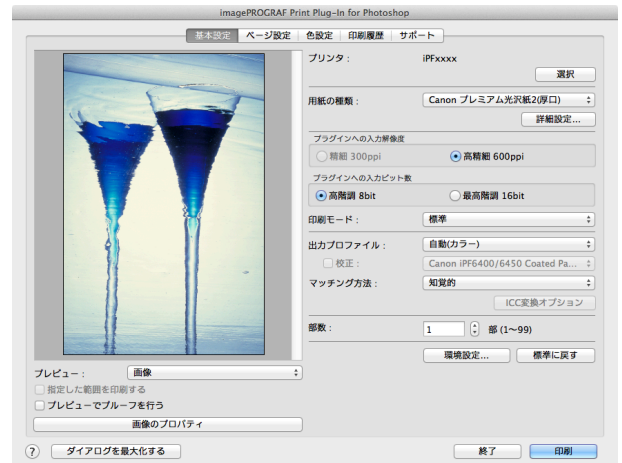 imagePROGRAF Print Plug-In for Photoshop
基本設定 ページ設定 色設定 印刷履歴 サポート
プリンタ： iPFxxxx
選択
用紙の種類： Canon プレミアム光沢紙2(厚口)
詳細設定...
プラグインへの入力解像度
精細 300ppi 高精細 600ppi
プラグインへの入力ビット数
高階調 8bit 最高階調 16bit
印刷モード： 標準
出力プロファイル： 自動(カラー)
校正： Canon iPF6400/6450 Coated Pa...
マッチング方法： 知覚的
ICC変換オプション
部数： 1 部 (1〜99)
環境設定... 標準に戻す
プレビュー： 画像
指定した範囲を印刷する
プレビューでプルーフを行う
画像のプロパティ
? ダイアログを最大化する 終了 印刷